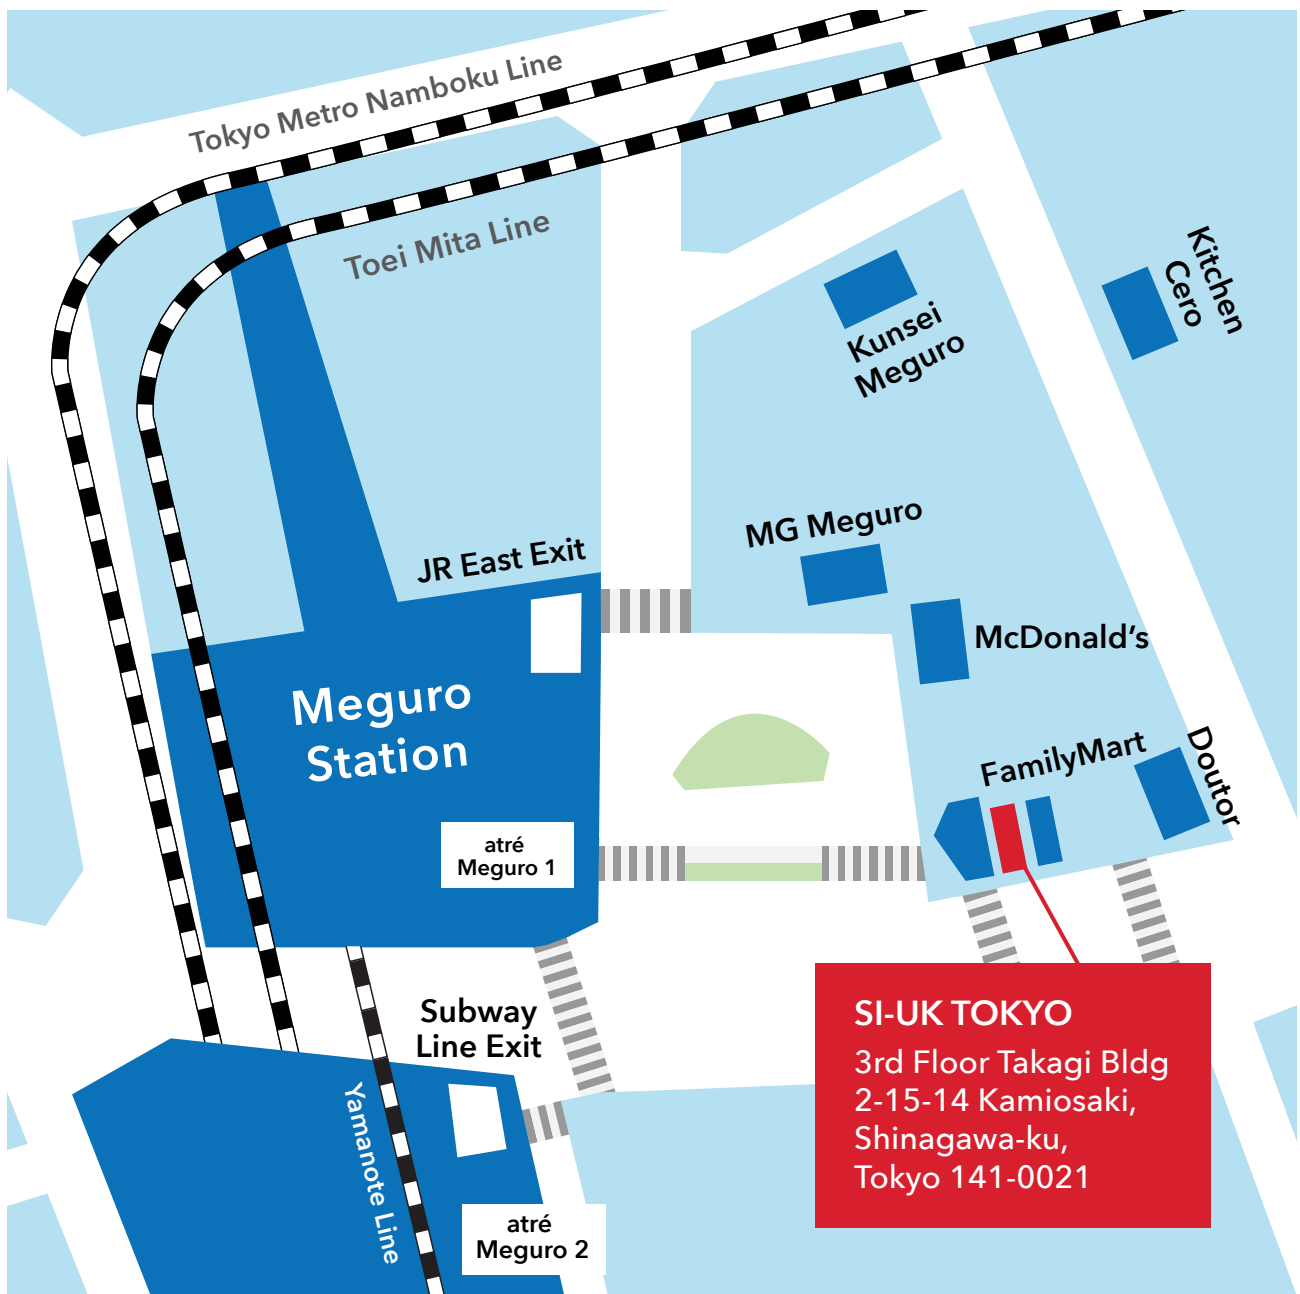 Tokyo Metro Namboku Line
Toei Mita Line
Kitchen
Cero
Kunsei
Meguro
MG Meguro
JR East Exit
McDonald's
Meguro
Station
FamilyMart
Doutor
atré
Meguro 1
Subway
Line Exit
SI-UK TOKYO
3rd Floor Takagi Bldg
2-15-14 Kamiosaki,
Shinagawa-ku,
Tokyo 141-0021
Yamanote Line
atré
Meguro 2